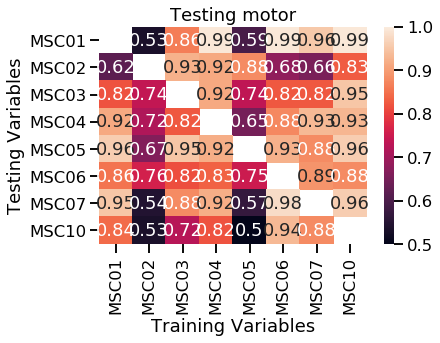 Testing motor
Testing Variables
MSC01 0.53 0.86 0.99 0.59 0.99 0.96 0.99
MSC02 0.62 0.93 0.92 0.88 0.68 0.66 0.83
MSC03 0.82 0.74 0.92 0.74 0.82 0.82 0.95
MSC04 0.92 0.72 0.82 0.65 0.88 0.93 0.93
MSC05 0.96 0.67 0.95 0.92 0.93 0.88 0.96
MSC06 0.86 0.76 0.82 0.83 0.75 0.89 0.88
MSC07 0.95 0.54 0.88 0.92 0.57 0.98 0.96
MSC10 0.84 0.53 0.72 0.82 0.5 0.94 0.88
MSC01 MSC02 MSC03 MSC04 MSC05 MSC06 MSC07 MSC10
Training Variables
1.0
0.9
0.8
0.7
0.6
0.5